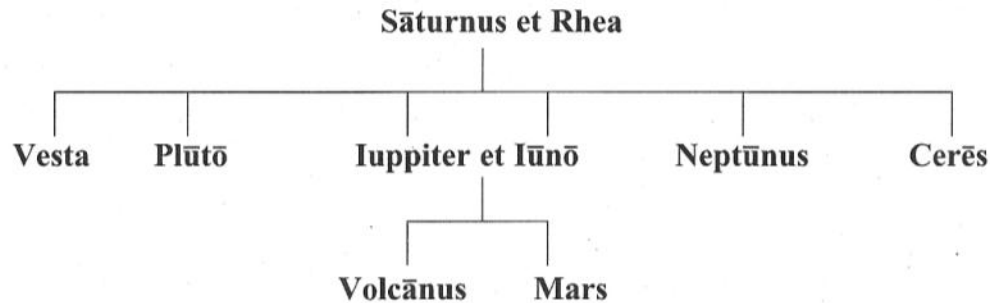 Sāturnus et Rhea
Vesta Plūtō Iuppiter et Iūnō Neptūnus Cerēs
Volcānus Mars